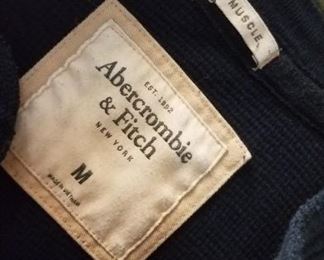 MUSCLE
EST. 1892
Abercrombie
& Fitch
NEW YORK
M